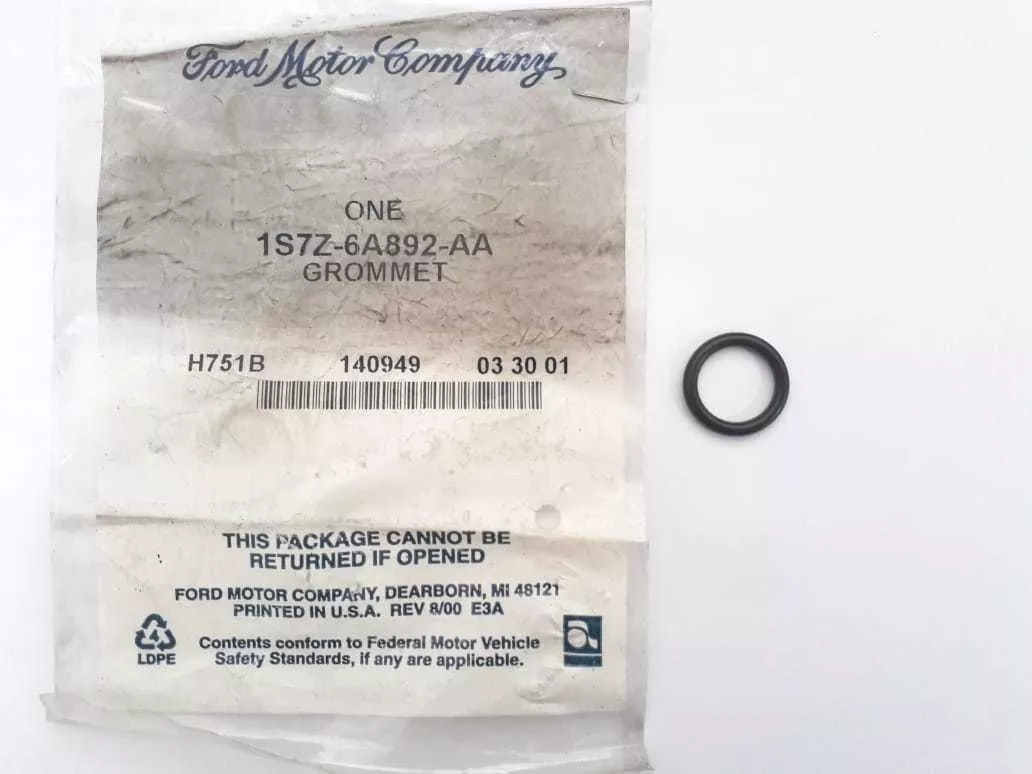 Ford Motor Company
ONE
1S7Z-6A892-AA
GROMMET
H751B 140949 03 30 01
THIS PACKAGE CANNOT BE
RETURNED IF OPENED
FORD MOTOR COMPANY, DEARBORN, MI 48121
PRINTED IN U.S.A. REV 8/00 E3A
4
LDPE
Contents conform to Federal Motor Vehicle
Safety Standards, if any are applicable.